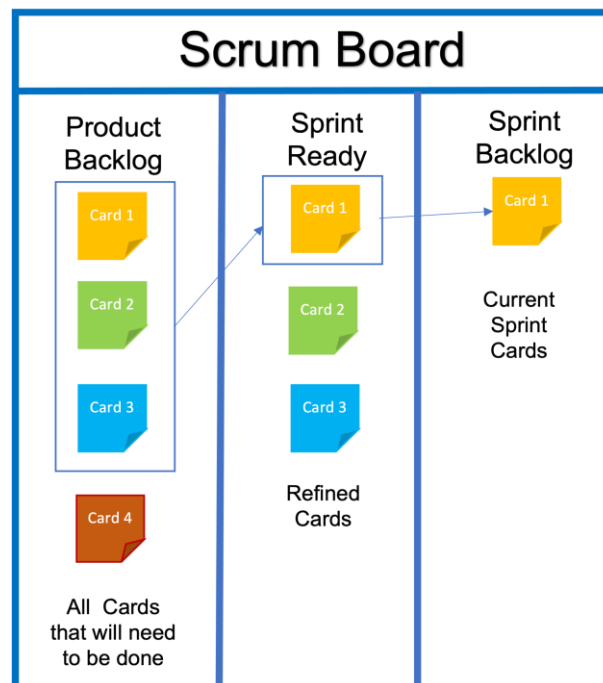 Scrum Board
Product
Backlog
Card 1
Card 2
Card 3
Card 4
All Cards
that will need
to be done
Sprint
Ready
Card 1
Card 2
Card 3
Refined
Cards
Sprint
Backlog
Card 1
Current
Sprint
Cards